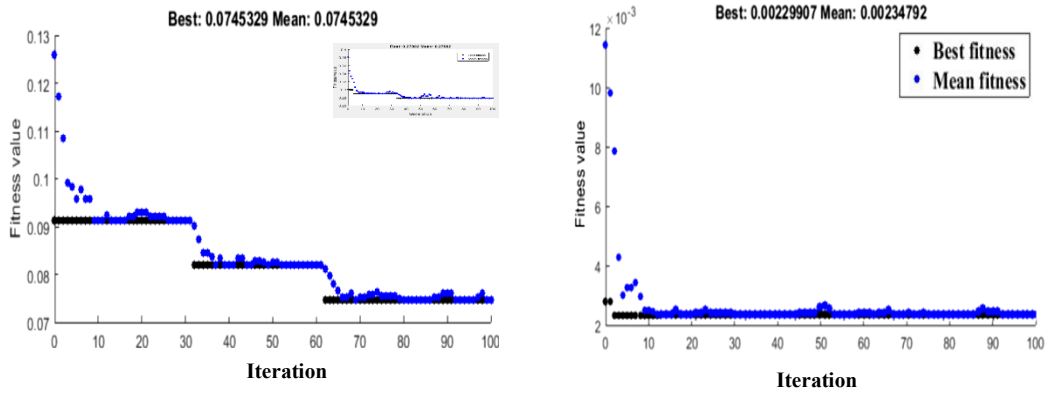 Best: 0.0745329 Mean: 0.0745329
0.13
0.12
0.11
0.1
0.09
0.08
0.07
Fitness value
0 10 20 30 40 50 60 70 80 90 100
Iteration
Best: 0.00229907 Mean: 0.00234792
×10⁻³
12
10
8
6
4
2
Fitness value
Best fitness
Mean fitness
0 10 20 30 40 50 60 70 80 90 100
Iteration